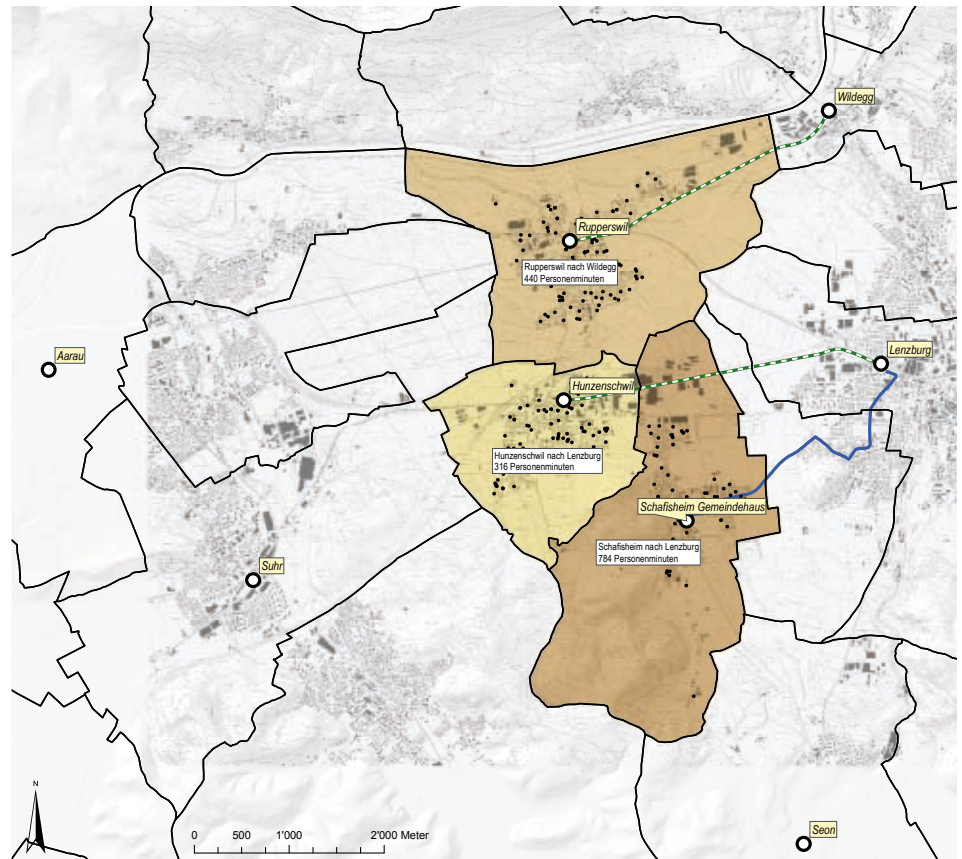 Wildegg
Rupperswil
Rupperswil nach Wildegg
440 Personenminuten
Aarau
Lenzburg
Hunzenschwil
Hunzenschwil nach Lenzburg
316 Personenminuten
Schafisheim Gemeindehaus
Schafisheim nach Lenzburg
784 Personenminuten
Suhr
N
0 500 1'000 2'000 Meter
Seon